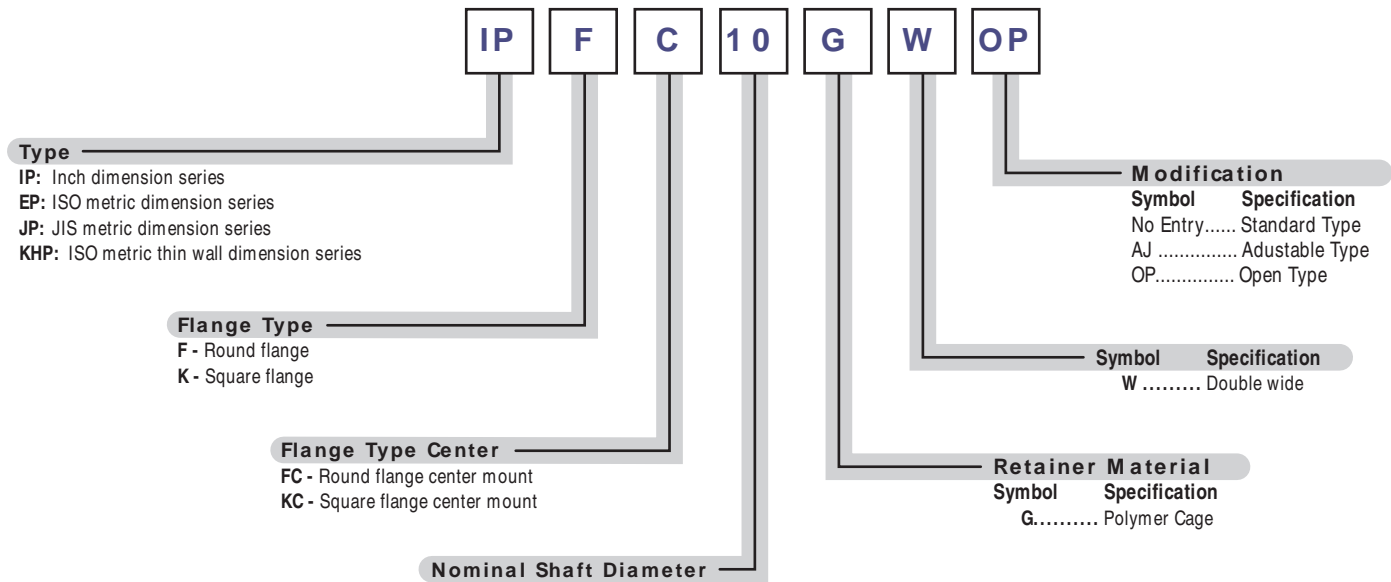 IP F C 10 G W OP
Type
IP: Inch dimension series
EP: ISO metric dimension series
JP: JIS metric dimension series
KHP: ISO metric thin wall dimension series
Modification
Symbol Specification
No Entry...... Standard Type
AJ ............... Adustable Type
OP............... Open Type
Flange Type
F - Round flange
K - Square flange
Symbol Specification
W ......... Double wide
Flange Type Center
FC - Round flange center mount
KC - Square flange center mount
Retainer Material
Symbol Specification
G.......... Polymer Cage
Nominal Shaft Diameter